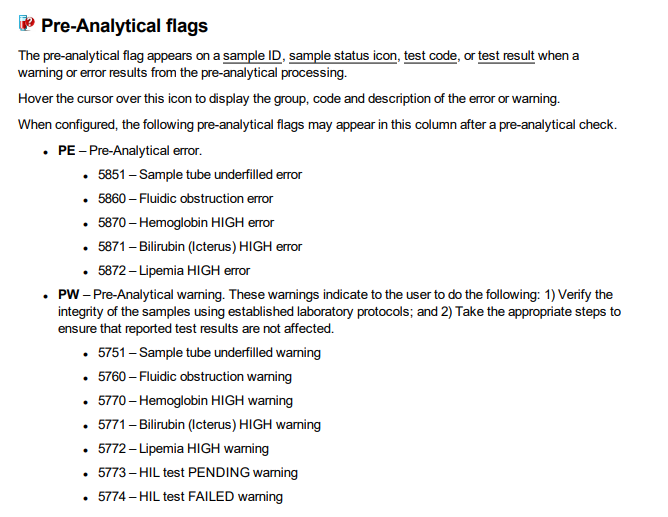 Pre-Analytical flags
The pre-analytical flag appears on a sample ID, sample status icon, test code, or test result when a
warning or error results from the pre-analytical processing.
Hover the cursor over this icon to display the group, code and description of the error or warning.
When configured, the following pre-analytical flags may appear in this column after a pre-analytical check.
• PE – Pre-Analytical error.
• 5851 – Sample tube underfilled error
• 5860 – Fluidic obstruction error
• 5870 – Hemoglobin HIGH error
• 5871 – Bilirubin (Icterus) HIGH error
• 5872 – Lipemia HIGH error
• PW – Pre-Analytical warning. These warnings indicate to the user to do the following: 1) Verify the
integrity of the samples using established laboratory protocols; and 2) Take the appropriate steps to
ensure that reported test results are not affected.
• 5751 – Sample tube underfilled warning
• 5760 – Fluidic obstruction warning
• 5770 – Hemoglobin HIGH warning
• 5771 – Bilirubin (Icterus) HIGH warning
• 5772 – Lipemia HIGH warning
• 5773 – HIL test PENDING warning
• 5774 – HIL test FAILED warning